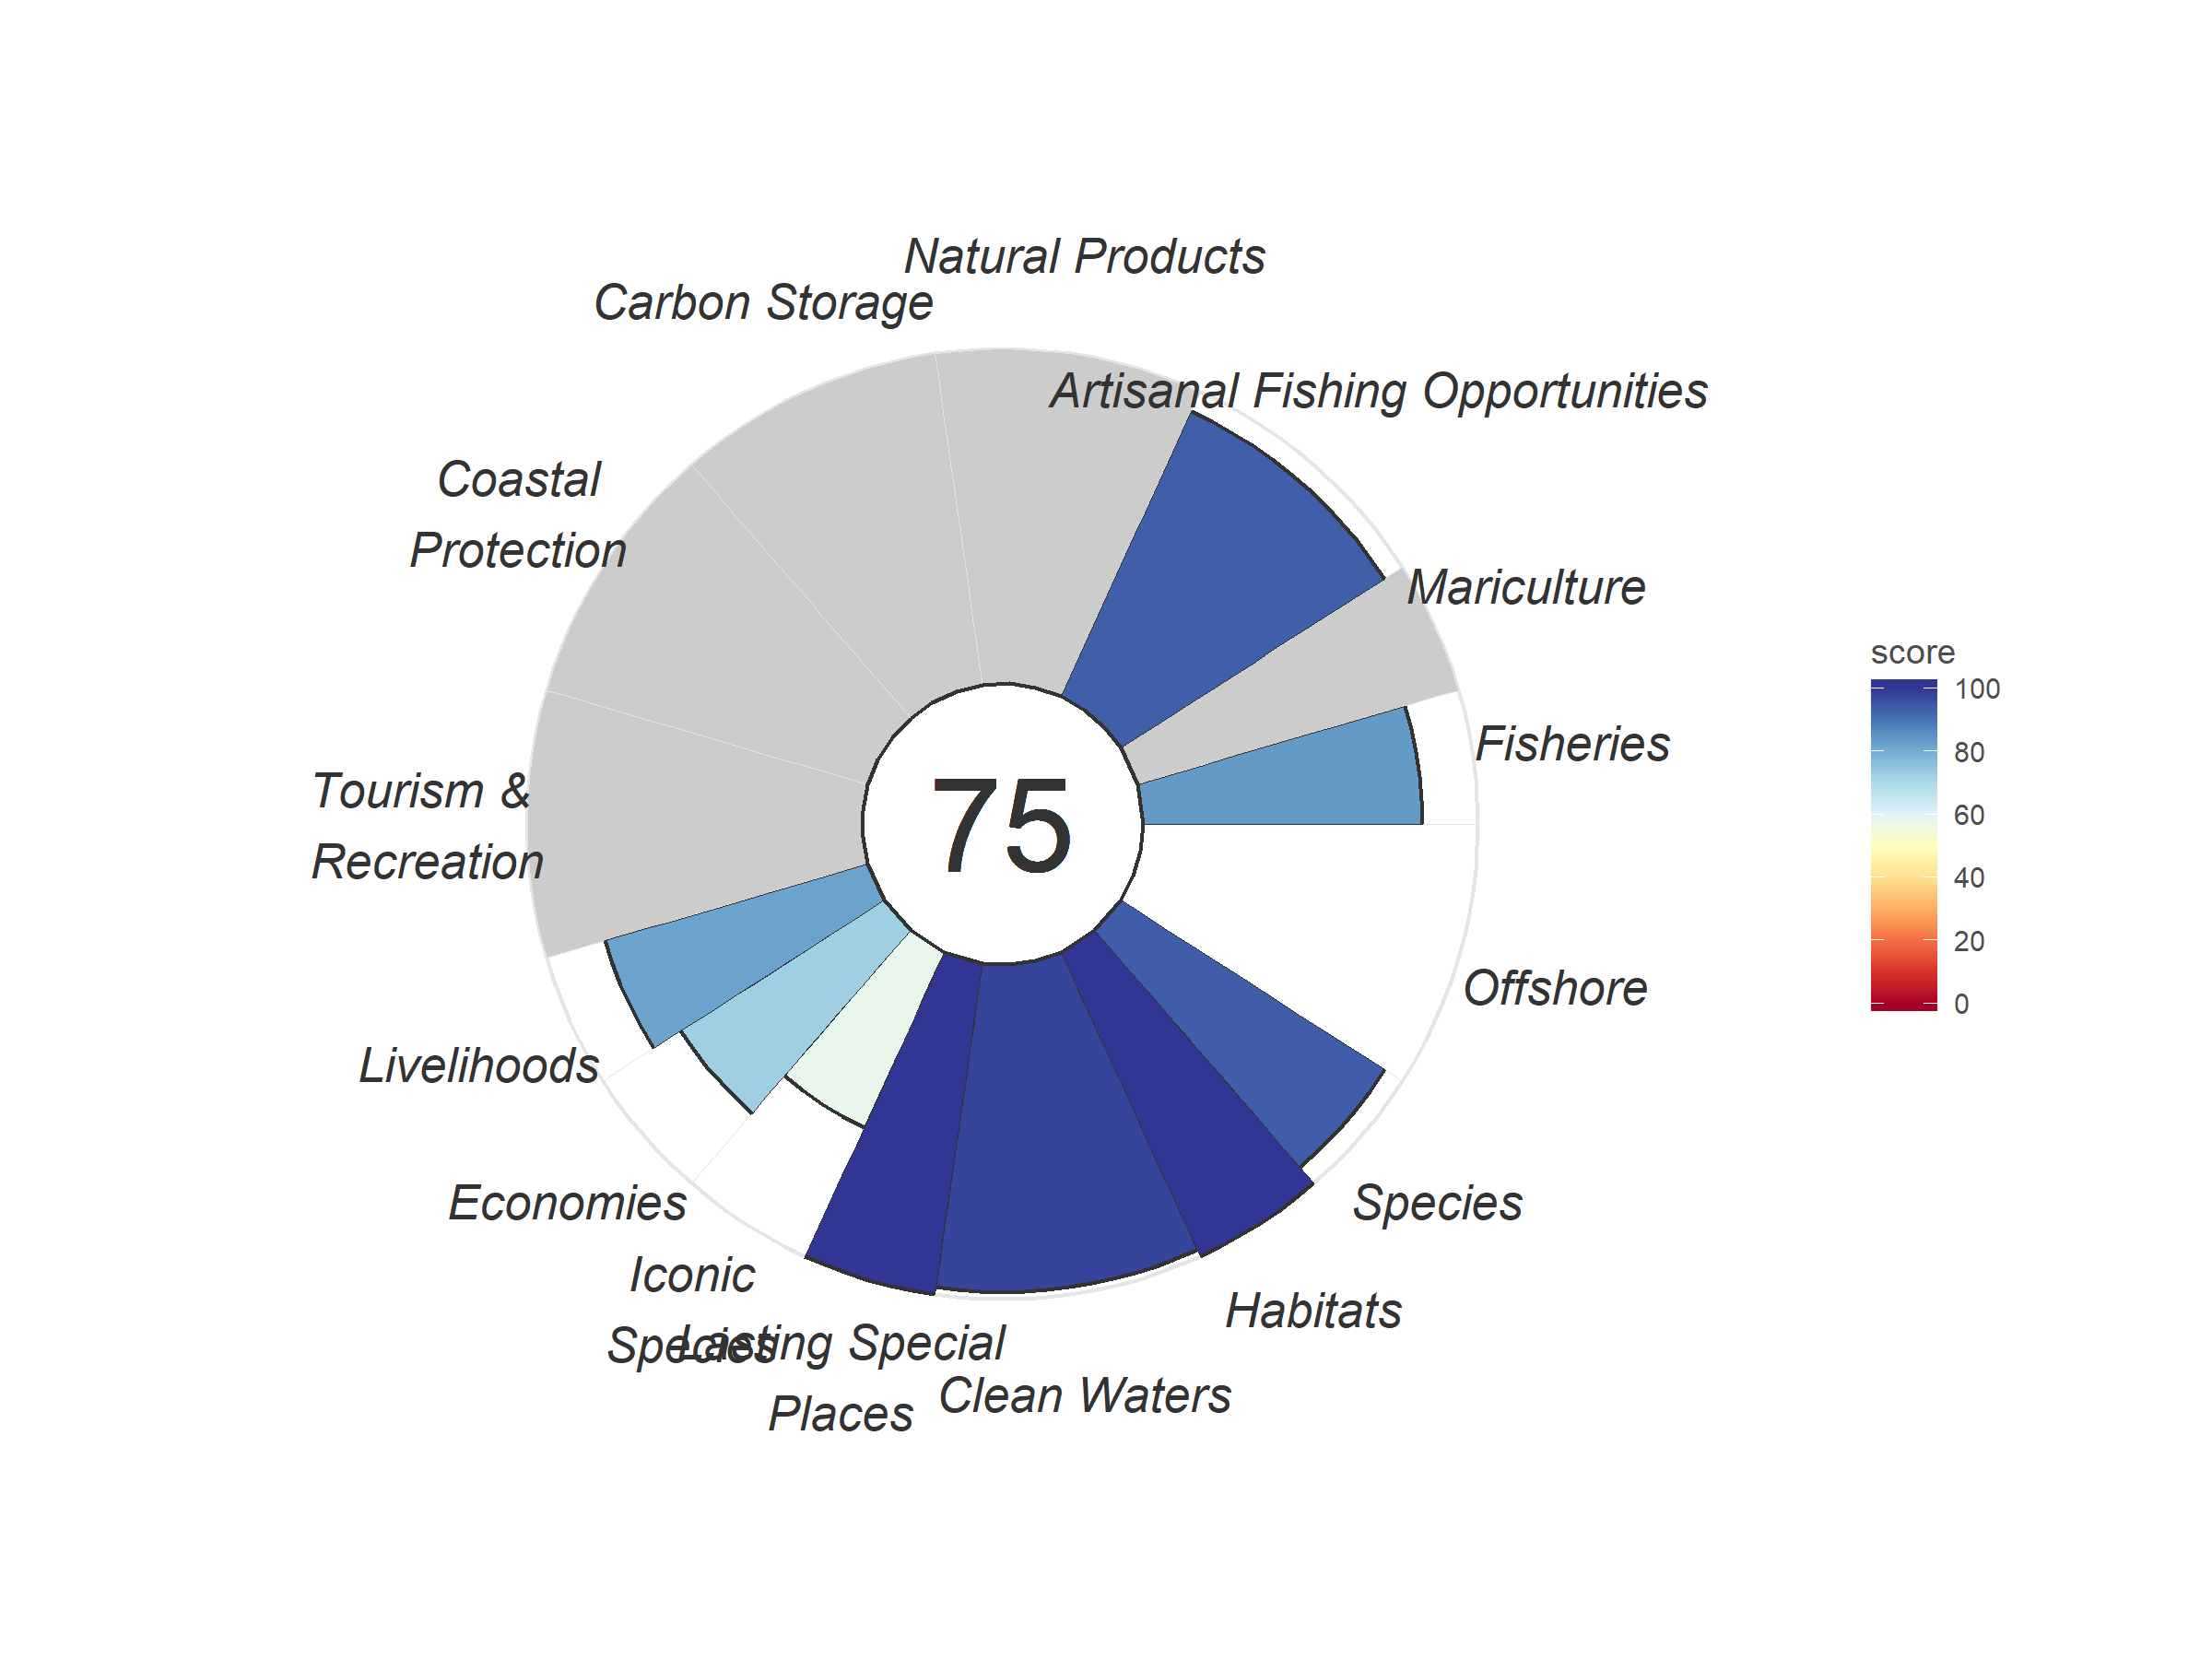 Natural Products
Carbon Storage
Artisanal Fishing Opportunities
Coastal
Protection
Mariculture
Fisheries
Tourism &
Recreation
75
Offshore
Livelihoods
Economies
Species
Iconic
Species
Habitats
Lasting Special
Places
Clean Waters
score
100
80
60
40
20
0